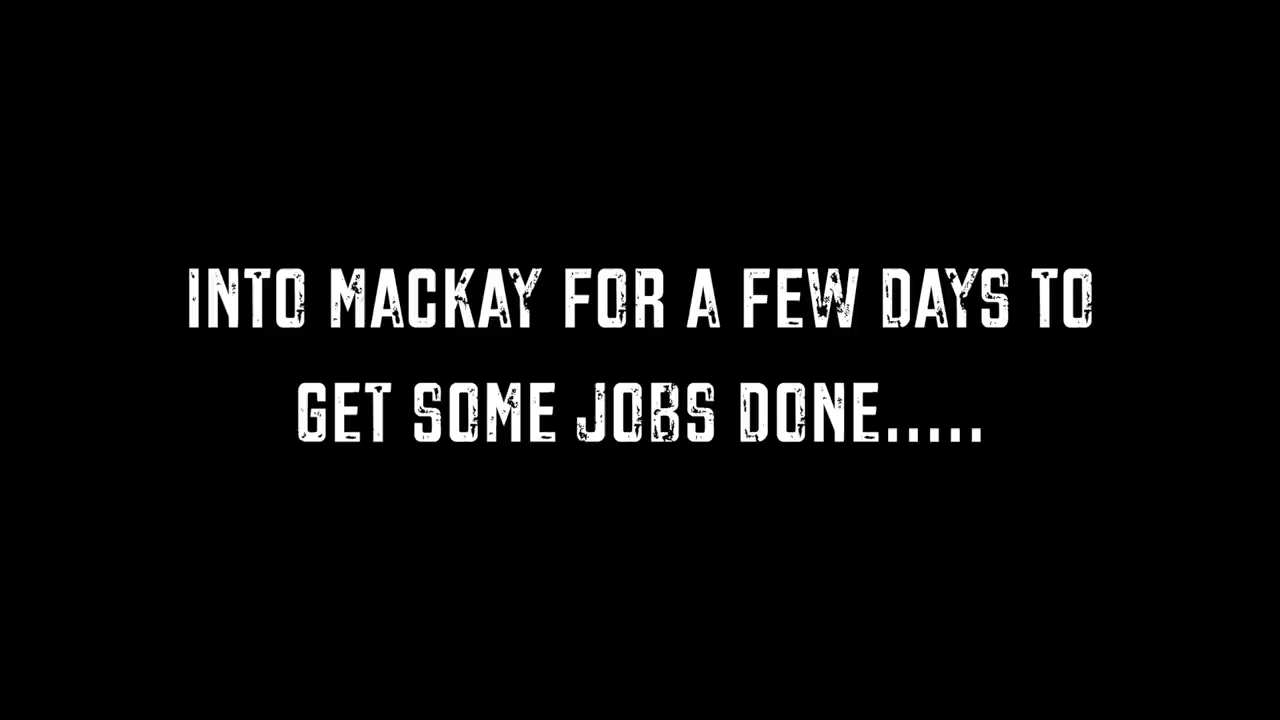 INTO MACKAY FOR A FEW DAYS TO
GET SOME JOBS DONE.....